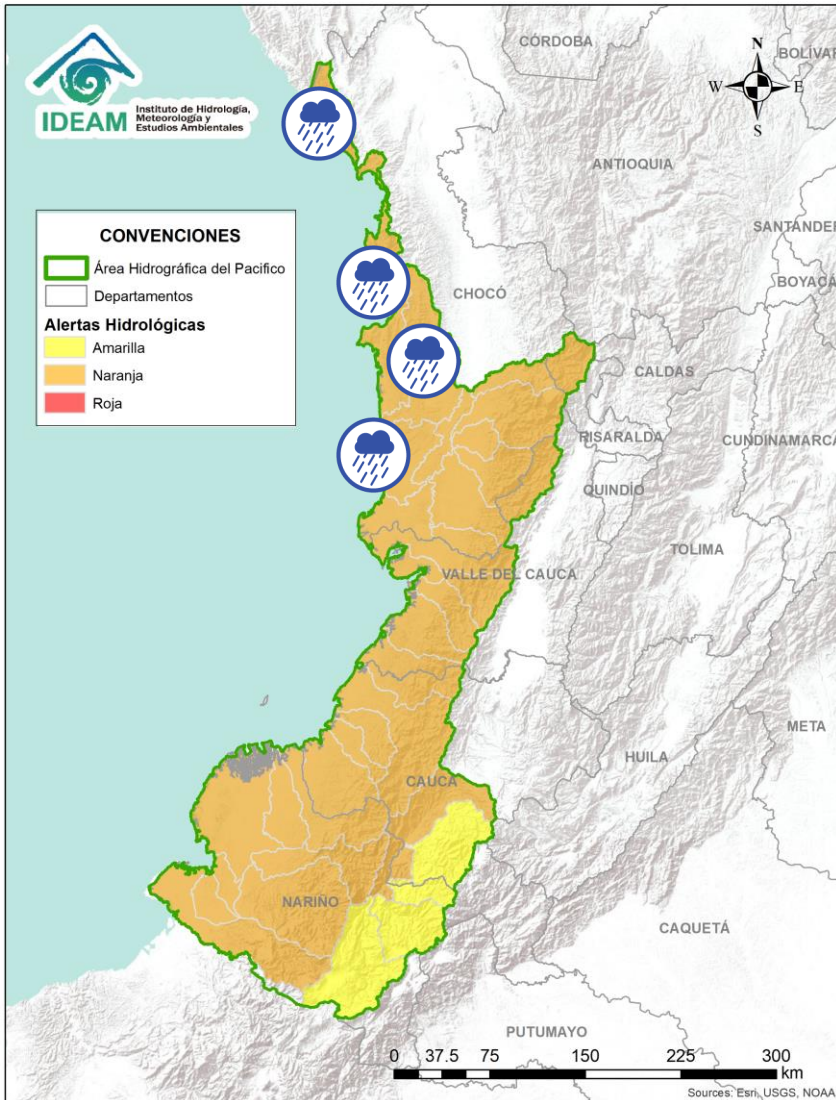 IDEAM
Instituto de Hidrología,
Meteorología y
Estudios Ambientales
CÓRDOBA
BOLÍVAR
N
W
E
S
ANTIOQUIA
SANTANDER
CONVENCIONES
Área Hidrográfica del Pacifico
Departamentos
Alertas Hidrológicas
Amarilla
Naranja
Roja
BOYACÁ
CHOCÓ
CALDAS
RISARALDA
CUNDINAMARCA
QUINDÍO
TOLIMA
VALLE DEL CAUCA
META
HUILA
CAUCA
NARIÑO
CAQUETÁ
PUTUMAYO
0 37.5 75 150 225 300
km
Sources: Esri, USGS, NOAA